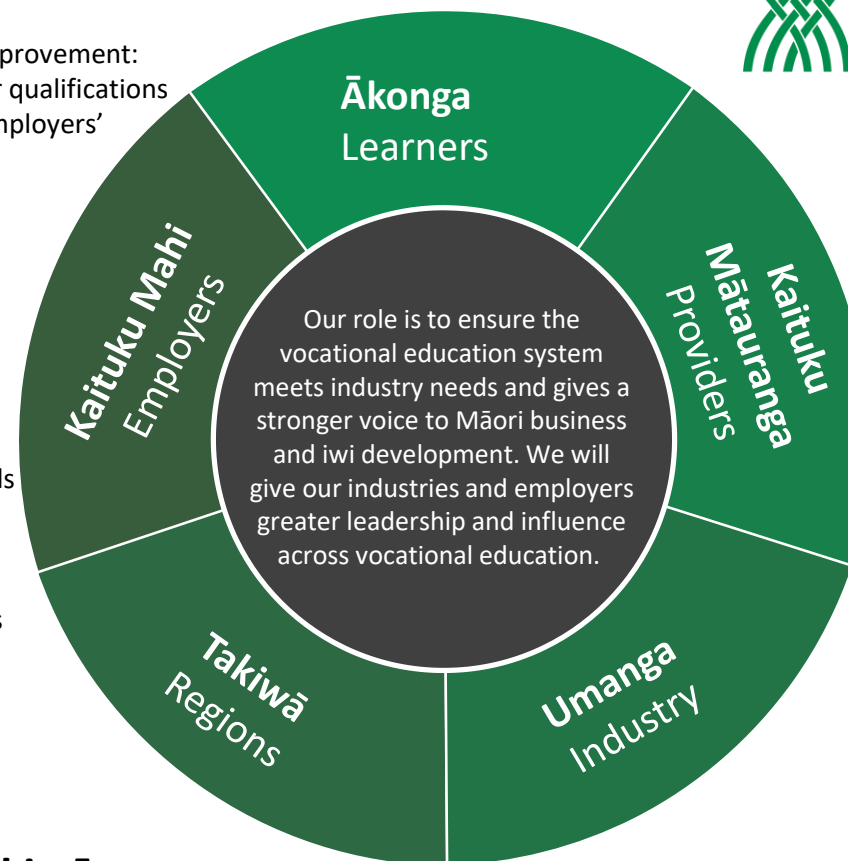 provement:
qualifications
nployers'
Ākonga
Learners
Kaituku Mahi
Employers
Kaituku
Mātauranga
Providers
Our role is to ensure the
vocational education system
meets industry needs and gives a
stronger voice to Māori business
and iwi development. We will
give our industries and employers
greater leadership and influence
across vocational education.
Takiwā
Regions
Umanga
Industry